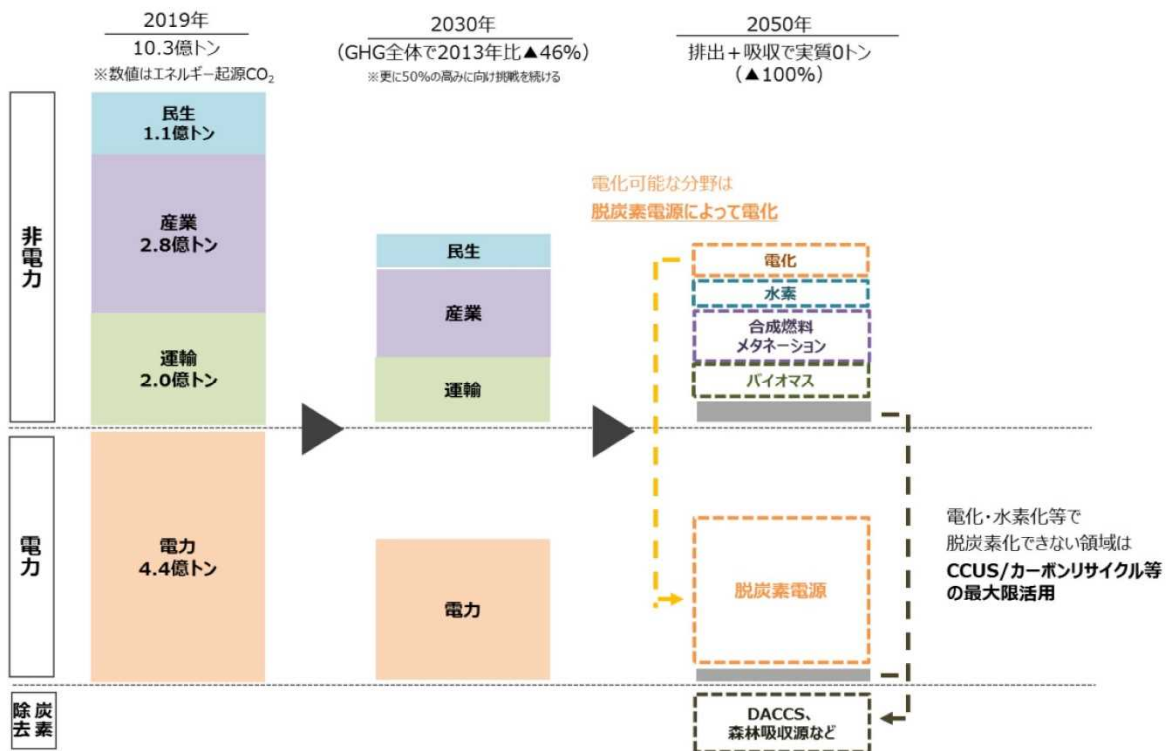 2019年
10.3億トン
※数値はエネルギー起源CO₂
2030年
(GHG全体で2013年比▲46%)
※更に50%の高みに向け挑戦を続ける
2050年
排出+吸収で実質0トン
(▲100%)
非電力
民生
1.1億トン
産業
2.8億トン
運輸
2.0億トン
民生
産業
運輸
電化可能な分野は
脱炭素電源によって電化
電化
水素
合成燃料
メタネーション
バイオマス
電力
電力
4.4億トン
電力
脱炭素電源
電化・水素化等で
脱炭素化できない領域は
CCUS/カーボンリサイクル等
の最大限活用
炭素
除去
DACCS、
森林吸収源など